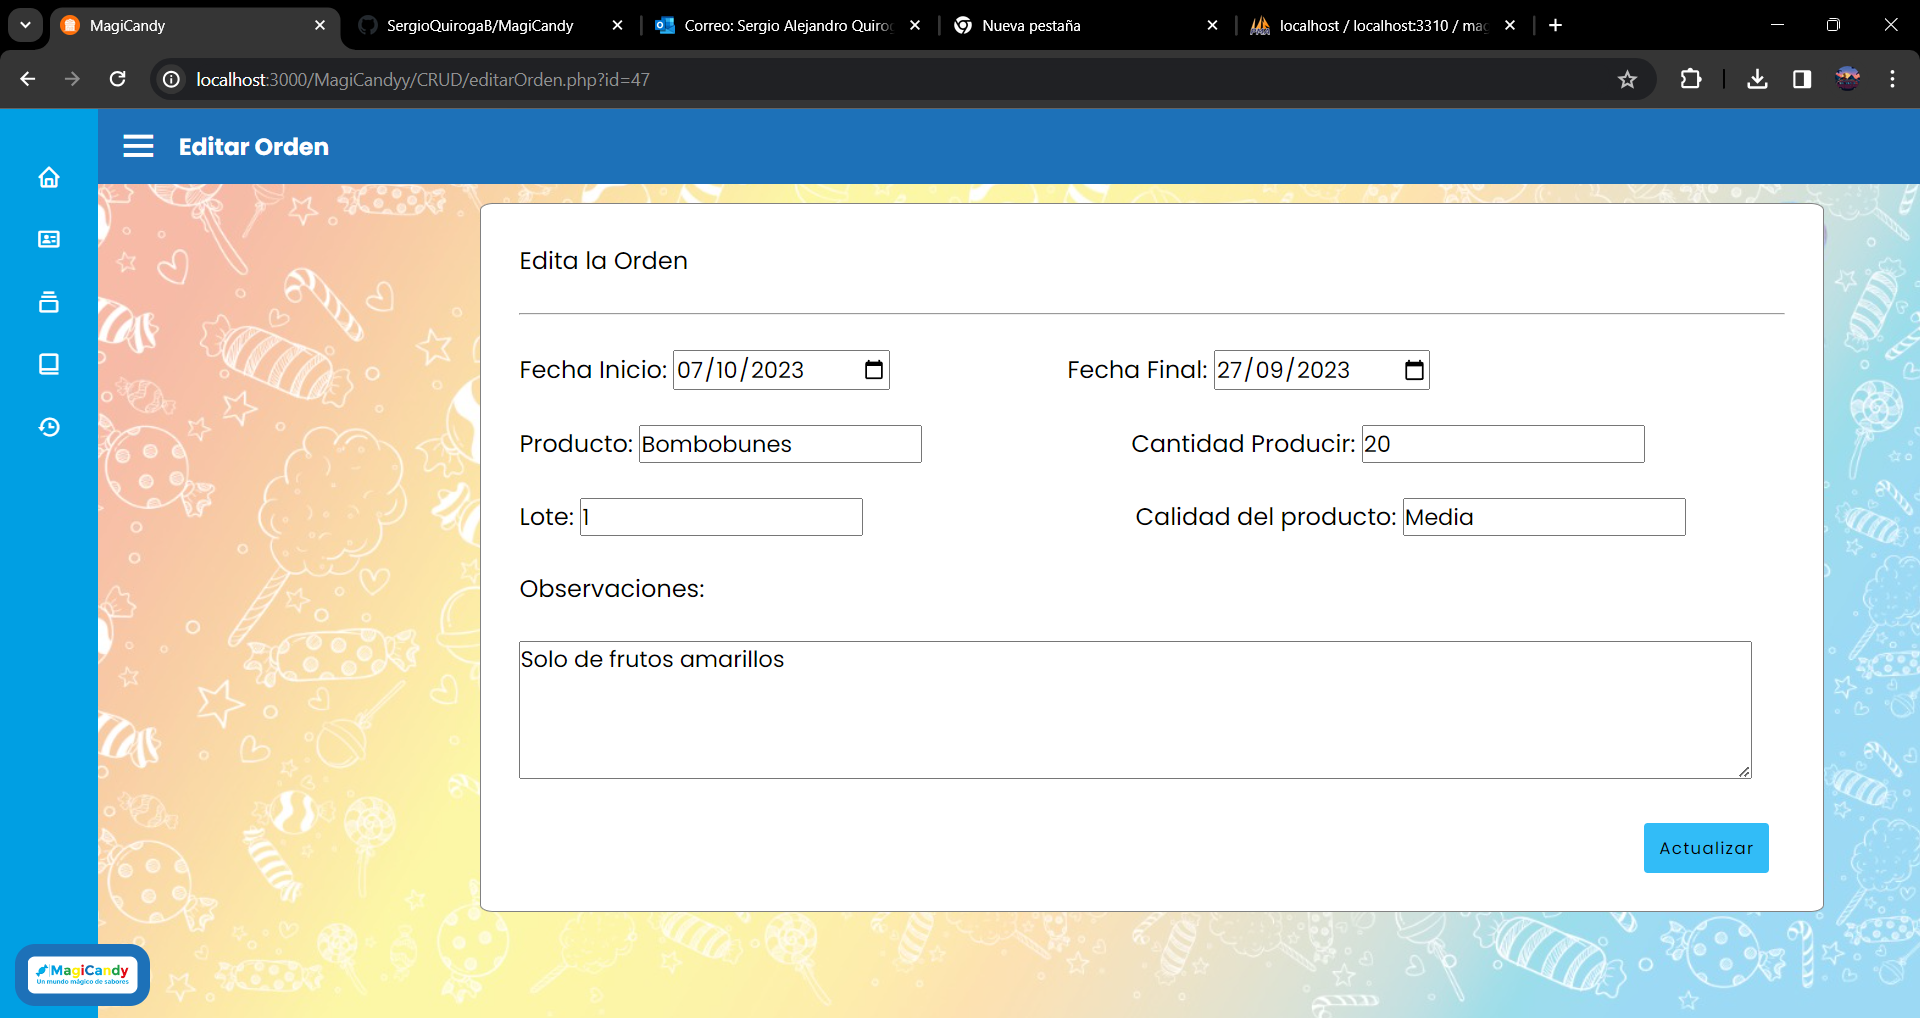 MagiCandy
SergioQuirogaB/MagiCandy
Correo: Sergio Alejandro Quiro
Nueva pestaña
localhost / localhost:3310 / mag
localhost:3000/MagiCandyy/CRUD/editarOrden.php?id=47
Editar Orden
Edita la Orden
Fecha Inicio: 07/10/2023 Fecha Final: 27/09/2023
Producto: Bombobunes Cantidad Producir: 20
Lote: 1 Calidad del producto: Media
Observaciones:
Solo de frutos amarillos
Actualizar
MagiCandy
Un mundo mágico de sabores